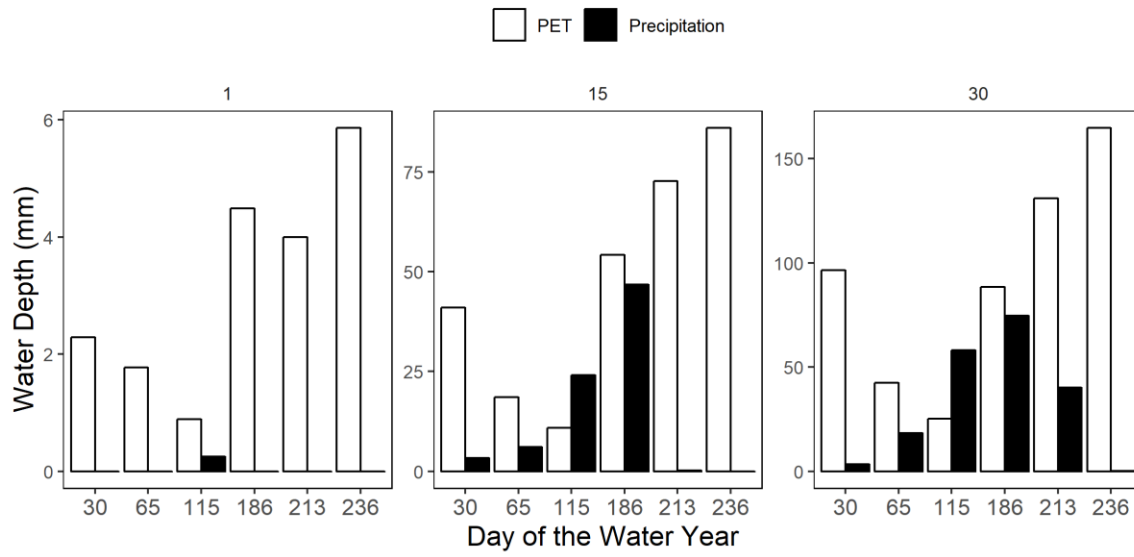 PET Precipitation
1 15 30
Water Depth (mm)
6
4
2
0
75
50
25
0
150
100
50
0
30 65 115 186 213 236 30 65 115 186 213 236 30 65 115 186 213 236
Day of the Water Year